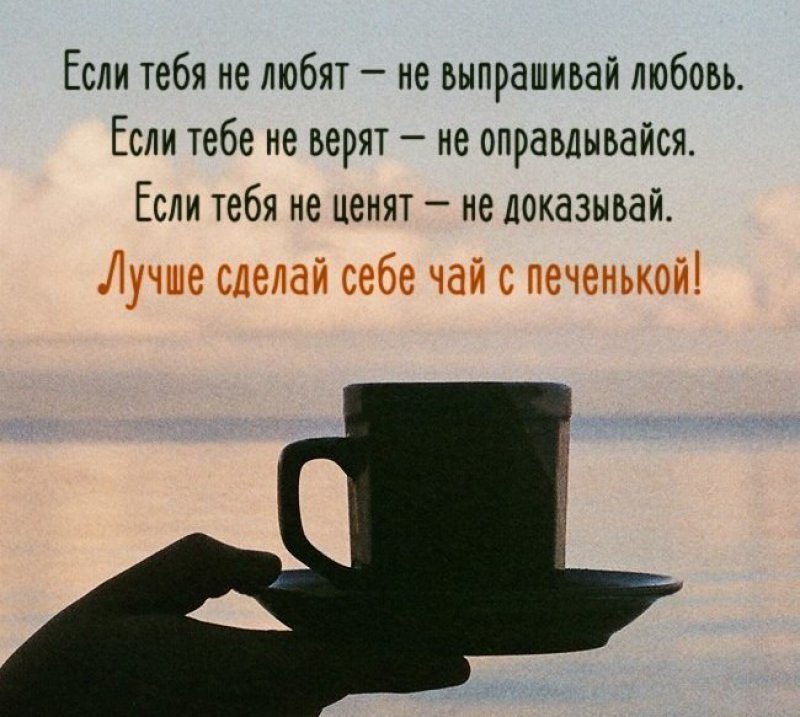 Если тебя не любят – не выпрашивай любовь.
Если тебе не верят – не оправдывайся.
Если тебя не ценят – не доказывай.
Лучше сделай себе чай с печенькой!